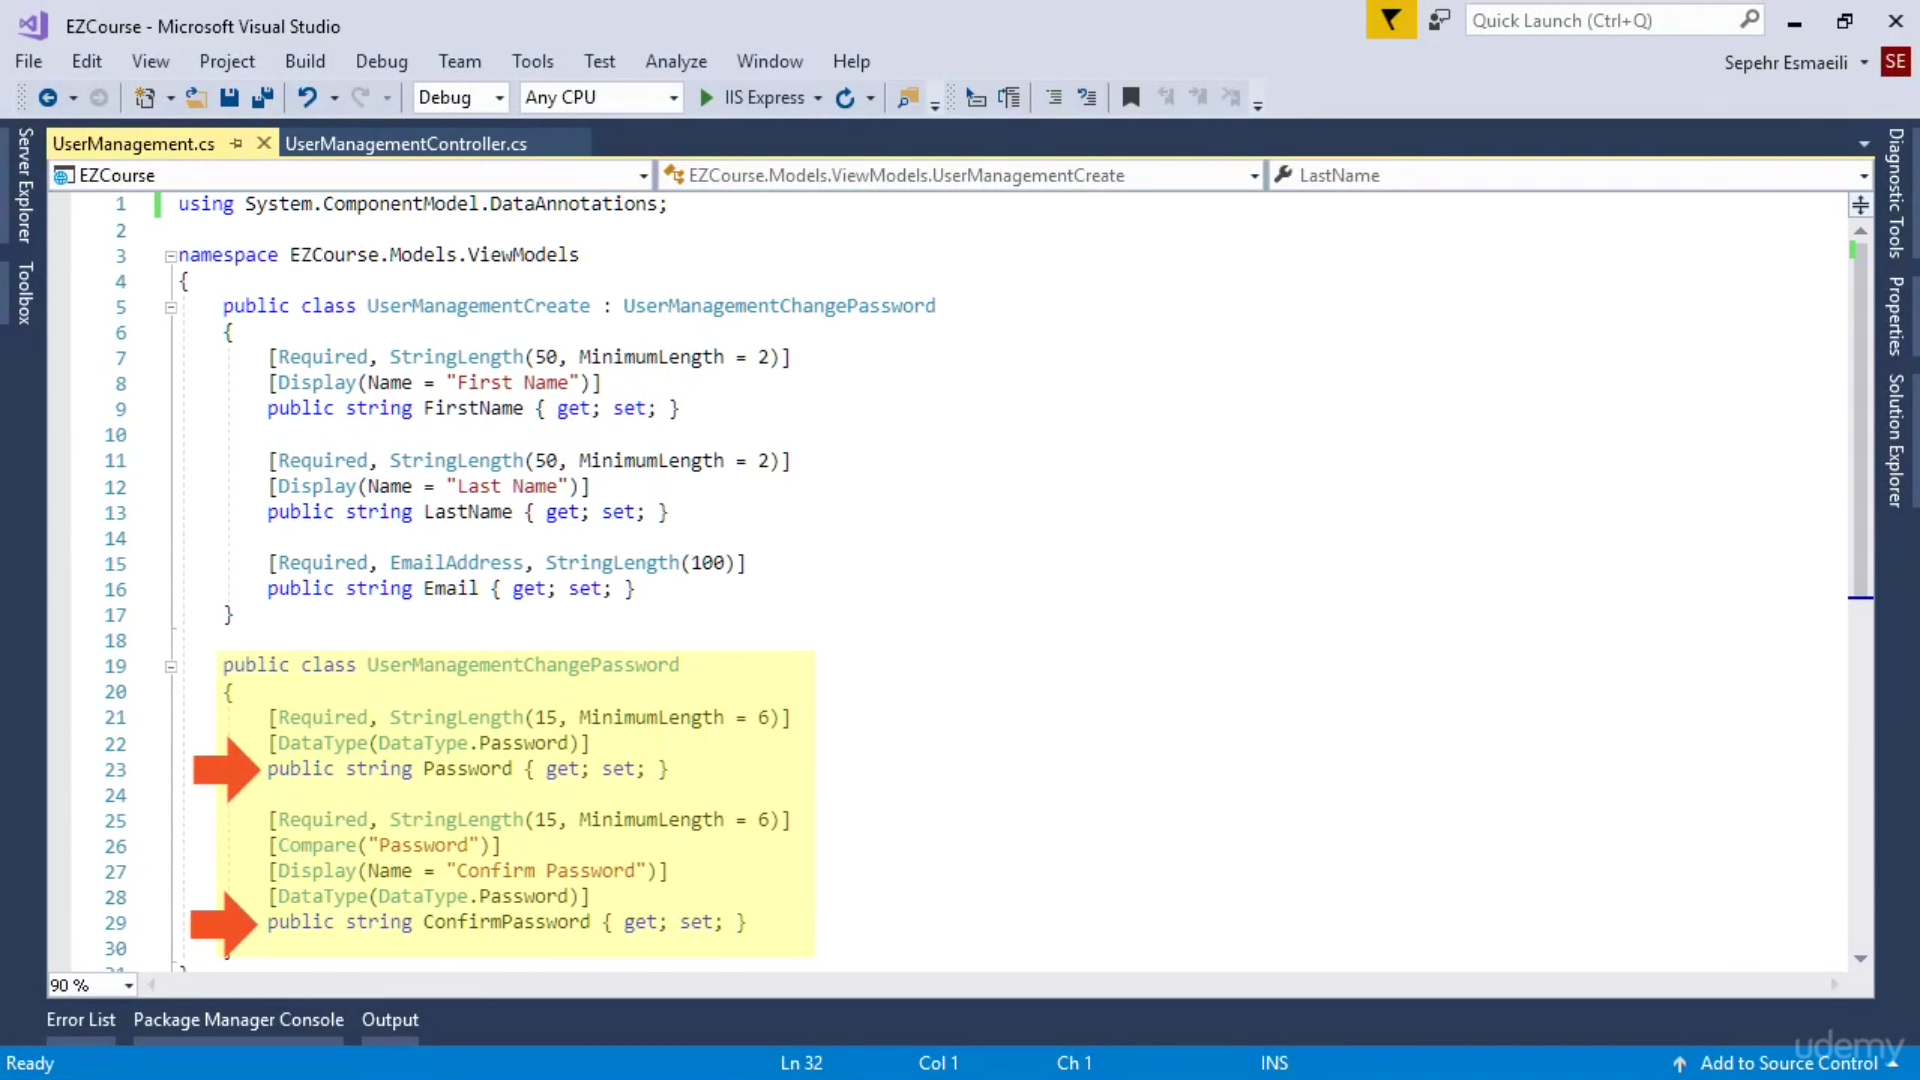 EZCourse - Microsoft Visual Studio
Quick Launch (Ctrl+Q)
File Edit View Project Build Debug Team Tools Test Analyze Window Help
Sepehr Esmaeili SE
Debug Any CPU IIS Express
Server Explorer
Toolbox
UserManagement.cs UserManagementController.cs
EZCourse EZCourse.Models.ViewModels.UserManagementCreate LastName
Diagnostic Tools
Properties
Solution Explorer
1 using System.ComponentModel.DataAnnotations;
2
3 namespace EZCourse.Models.ViewModels
4 {
5 public class UserManagementCreate : UserManagementChangePassword
6 {
7 [Required, StringLength(50, MinimumLength = 2)]
8 [Display(Name = "First Name")]
9 public string FirstName { get; set; }
10
11 [Required, StringLength(50, MinimumLength = 2)]
12 [Display(Name = "Last Name")]
13 public string LastName { get; set; }
14
15 [Required, EmailAddress, StringLength(100)]
16 public string Email { get; set; }
17 }
18
19 public class UserManagementChangePassword
20 {
21 [Required, StringLength(15, MinimumLength = 6)]
22 [DataType(DataType.Password)]
23 public string Password { get; set; }
24
25 [Required, StringLength(15, MinimumLength = 6)]
26 [Compare("Password")]
27 [Display(Name = "Confirm Password")]
28 [DataType(DataType.Password)]
29 public string ConfirmPassword { get; set; }
30
90 %
Error List Package Manager Console Output
udemy
Ready Ln 32 Col 1 Ch 1 INS Add to Source Control